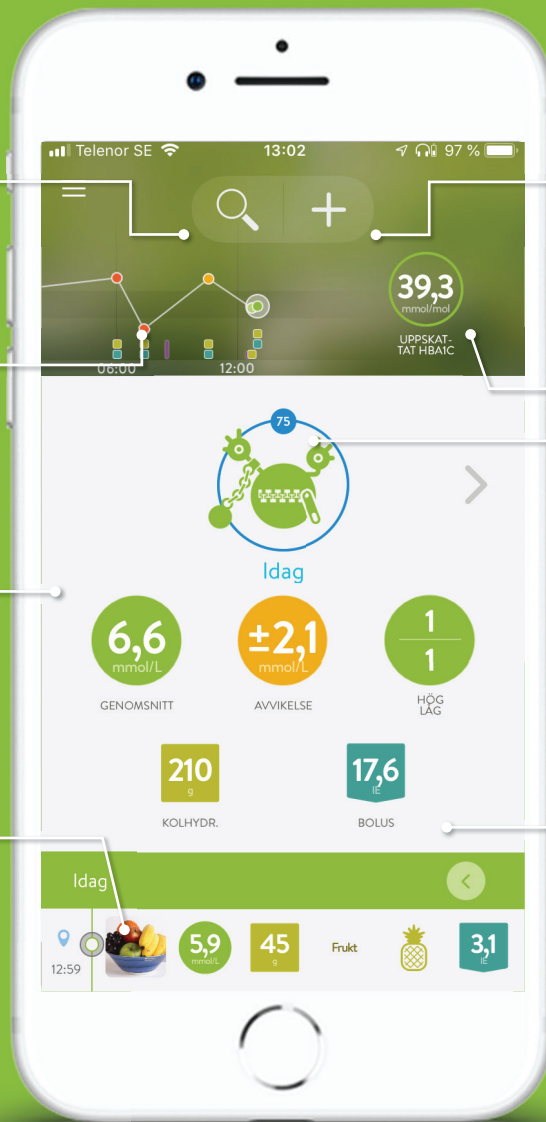 Telenor SE 13:02 97 %
39,3
mmol/mol
UPPSKAT-
TAT HBA1C
06:00 12:00
75
Idag
6,6 ±2,1 1
mmol/L mmol/L 1
GENOMSNITT AVVIKELSE HÖG
LÅG
210 17,6
g IE
KOLHYDR. BOLUS
Idag
12:59 5,9 45 Frukt 3,1
mmol/L g IE